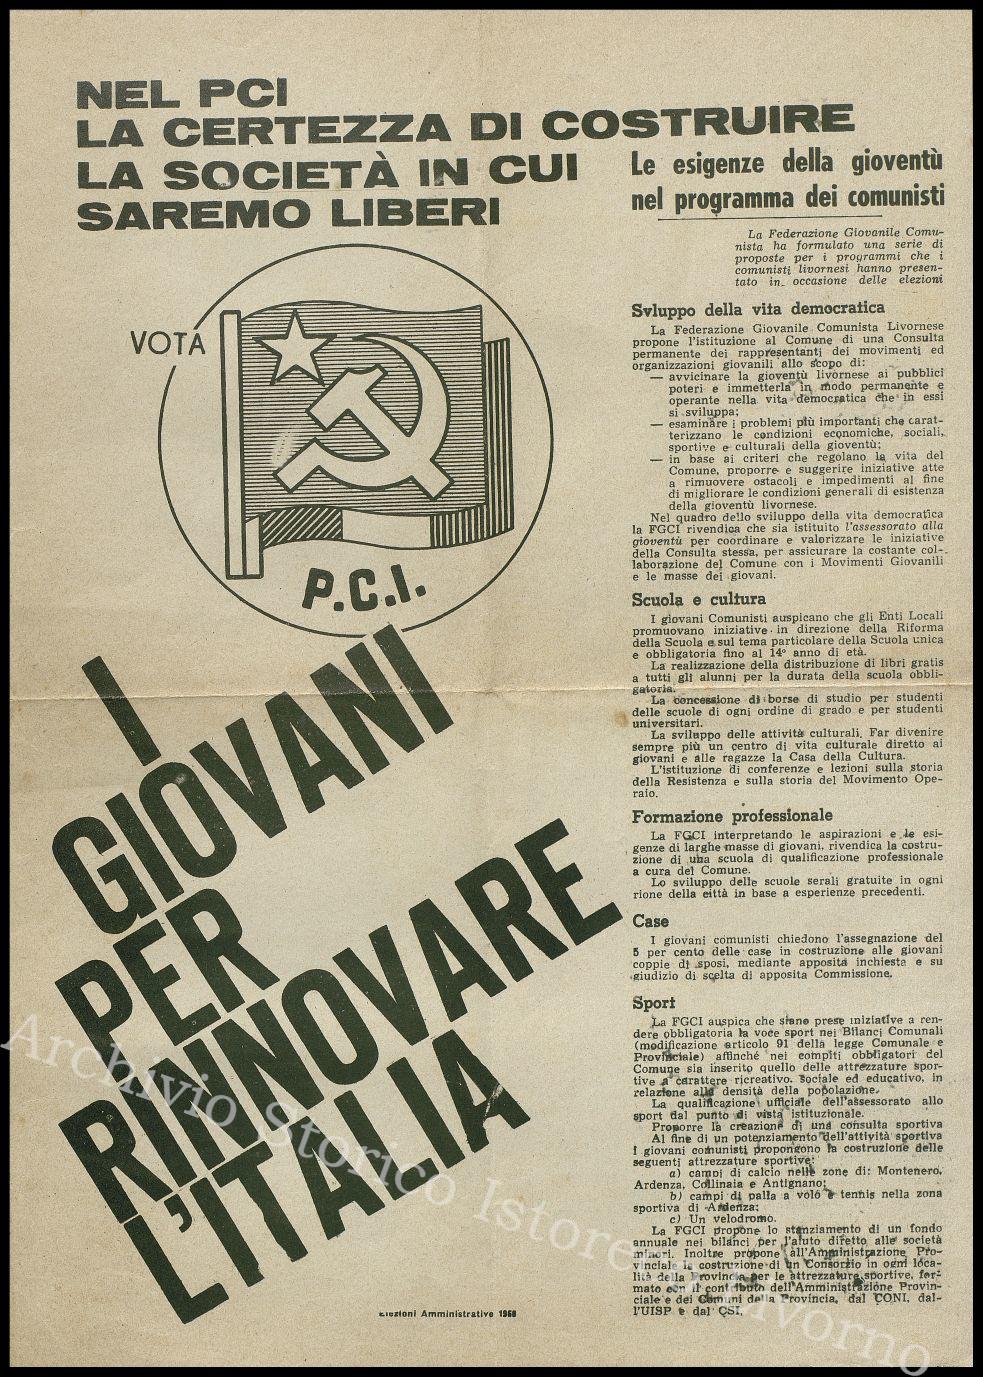 NEL PCI
LA CERTEZZA DI COSTRUIRE
LA SOCIETÀ IN CUI
SAREMO LIBERI
VOTA
P.C.I.
I
GIOVANI
PER
RINNOVARE
L'ITALIA
Le esigenze della gioventù
nel programma dei comunisti
La Federazione Giovanile Comu-
nista ha formulato una serie di
proposte per i programmi che i
comunisti livornesi hanno presen-
tato in occasione delle elezioni
Svluppo della vita democratica
La Federazione Giovanile Comunista Livornese
propone l'istituzione al Comune di una Consulta
permanente dei rappresentanti dei movimenti ed
organizzazioni giovanili allo scopo di:
— avvicinare la gioventù livornese ai pubblici
poteri e immetterla in modo permanente e
operante nella vita democratica che in essi
si sviluppa;
— esaminare i problemi più importanti che carat-
terizzano le condizioni economiche, sociali,
sportive e culturali della gioventù;
— in base ai criteri che regolano la vita del
Comune, proporre e suggerire iniziative atte
a rimuovere ostacoli e impedimenti al fine
di migliorare le condizioni generali di esistenza
della gioventù livornese.
Nel quadro dello sviluppo della vita democratica
la FGCI rivendica che sia istituito l'assessorato alla
gioventù per coordinare e valorizzare le iniziative
della Consulta stessa, per assicurare la costante col-
laborazione del Comune con i Movimenti Giovanili
e le masse dei giovani.
Scuola e cultura
I giovani Comunisti auspicano che gli Enti Locali
promuovano iniziative in direzione della Riforma
della Scuola e sul tema particolare della Scuola unica
e obbligatoria fino al 14° anno di età.
La realizzazione della distribuzione di libri gratis
a tutti gli alunni per la durata della scuola obbli-
gatoria.
La concessione di borse di studio per studenti
delle scuole di ogni ordine di grado e per studenti
universitari.
La sviluppo delle attività culturali. Far divenire
sempre più un centro di vita culturale diretto ai
giovani e alle ragazze la Casa della Cultura.
L'istituzione di conferenze e lezioni sulla storia
della Resistenza e sulla storia del Movimento Ope-
raio.
Formazione professionale
La FGCI interpretando le aspirazioni e le esi-
genze di larghe masse di giovani, rivendica la costru-
zione di una scuola di qualificazione professionale
a cura del Comune.
Lo sviluppo delle scuole serali gratuite in ogni
rione della città in base a esperienze precedenti.
Case
I giovani comunisti chiedono l'assegnazione del
5 per cento delle case in costruzione alle giovani
coppie di sposi, mediante apposita inchiesta e su
giudizio di scelta di apposita Commissione.
Sport
La FGCI auspica che siano prese iniziative a ren-
dere obbligatoria la voce sport nei Bilanci Comunali
(modificazione articolo 91 della legge Comunale e
Provinciale) affinché nei compiti obbligatori del
Comune sia inserito quello delle attrezzature spor-
tive a carattere ricreativo, sociale ed educativo, in
relazione alla densità della popolazione.
La qualificazione ufficiale dell'assessorato allo
sport dal punto di vista istituzionale.
Proporre la creazione di una consulta sportiva
Al fine di un potenziamento dell'attività sportiva
i giovani comunisti propongono la costruzione delle
seguenti attrezzature sportive:
a) campi di calcio nelle zone di: Montenero,
Ardenza, Collinaia e Antignano;
b) campi di palla a volo e tennis nella zona
sportiva di Ardenza;
c) Un velodromo.
La FGCI propone lo stanziamento di un fondo
annuale nei bilanci per l'aiuto diretto alle società
minori. Inoltre propone all'Amministrazione Pro-
vinciale la costruzione di un Consorzio in ogni loca-
lità della Provincia per le attrezzature sportive, for-
mato con il contributo dell'Amministrazione Provin-
ciale e dei Comuni della Provincia, dal CONI, dal-
l'UISP e dal CSI.
Elezioni Amministrative 1960
Archivio Storico Istoreco Livorno